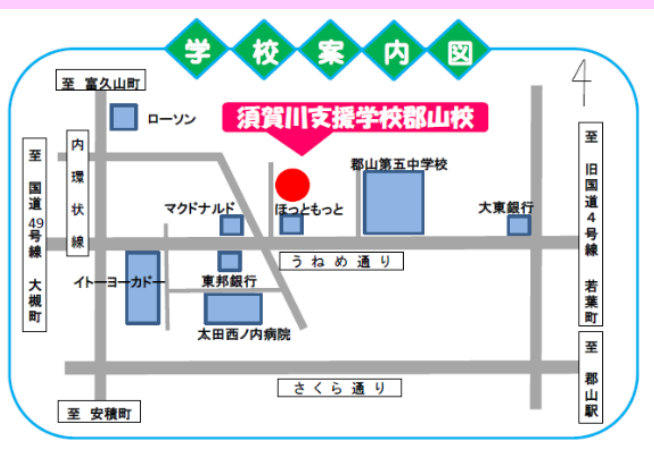 学校案内図
至 富久山町
ローソン
須賀川支援学校郡山校
内環状線
至 国道49号線 大槻町
郡山第五中学校
至 旧国道4号線 若葉町
マクドナルド
ほっともっと
大東銀行
うねめ通り
イトーヨーカドー
東邦銀行
太田西ノ内病院
至 郡山駅
さくら通り
至 安積町